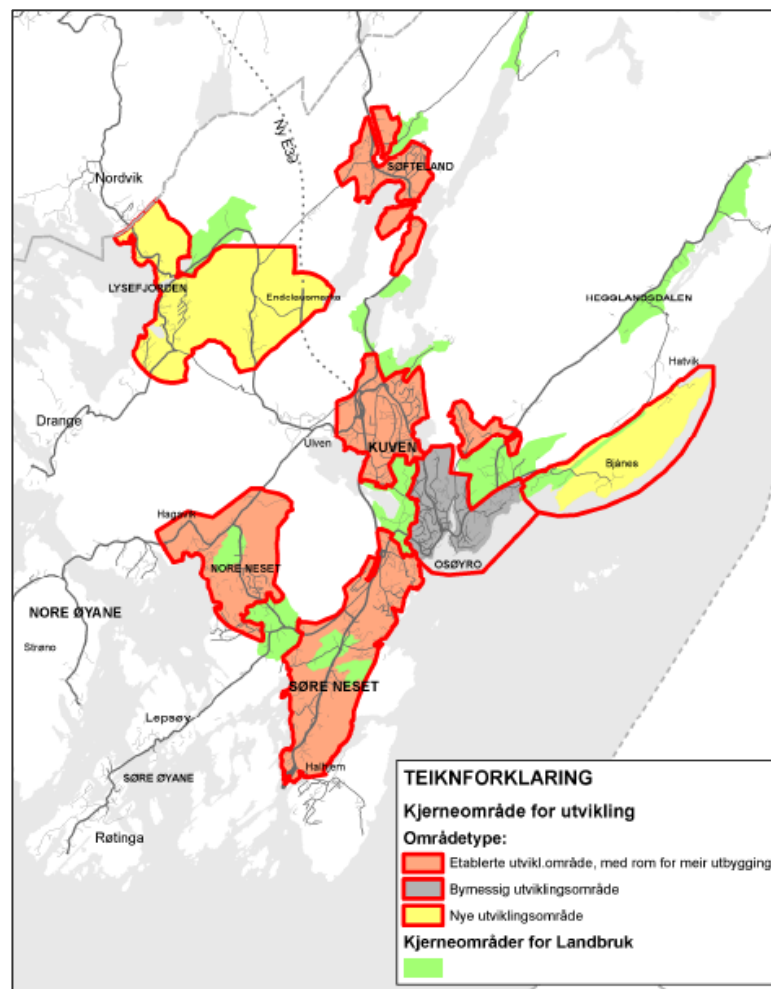 Ny E39
SØFTELAND
Nordvik
LYSEFJORDEN
Endelausmarka
HEGGLANDSDALEN
Hatvik
Drange
Ulven
KUVEN
Bjånes
Hagavik
OSØYRO
NORE NESET
NORE ØYANE
Strøno
SØRE NESET
Lepsøy
Halhjem
SØRE ØYANE
Røtinga
TEIKNFORKLARING
Kjerneområde for utvikling
Områdetype:
Etablerte utvikl.område, med rom for meir utbygging
Bymessig utviklingsområde
Nye utviklingsområde
Kjerneområder for Landbruk